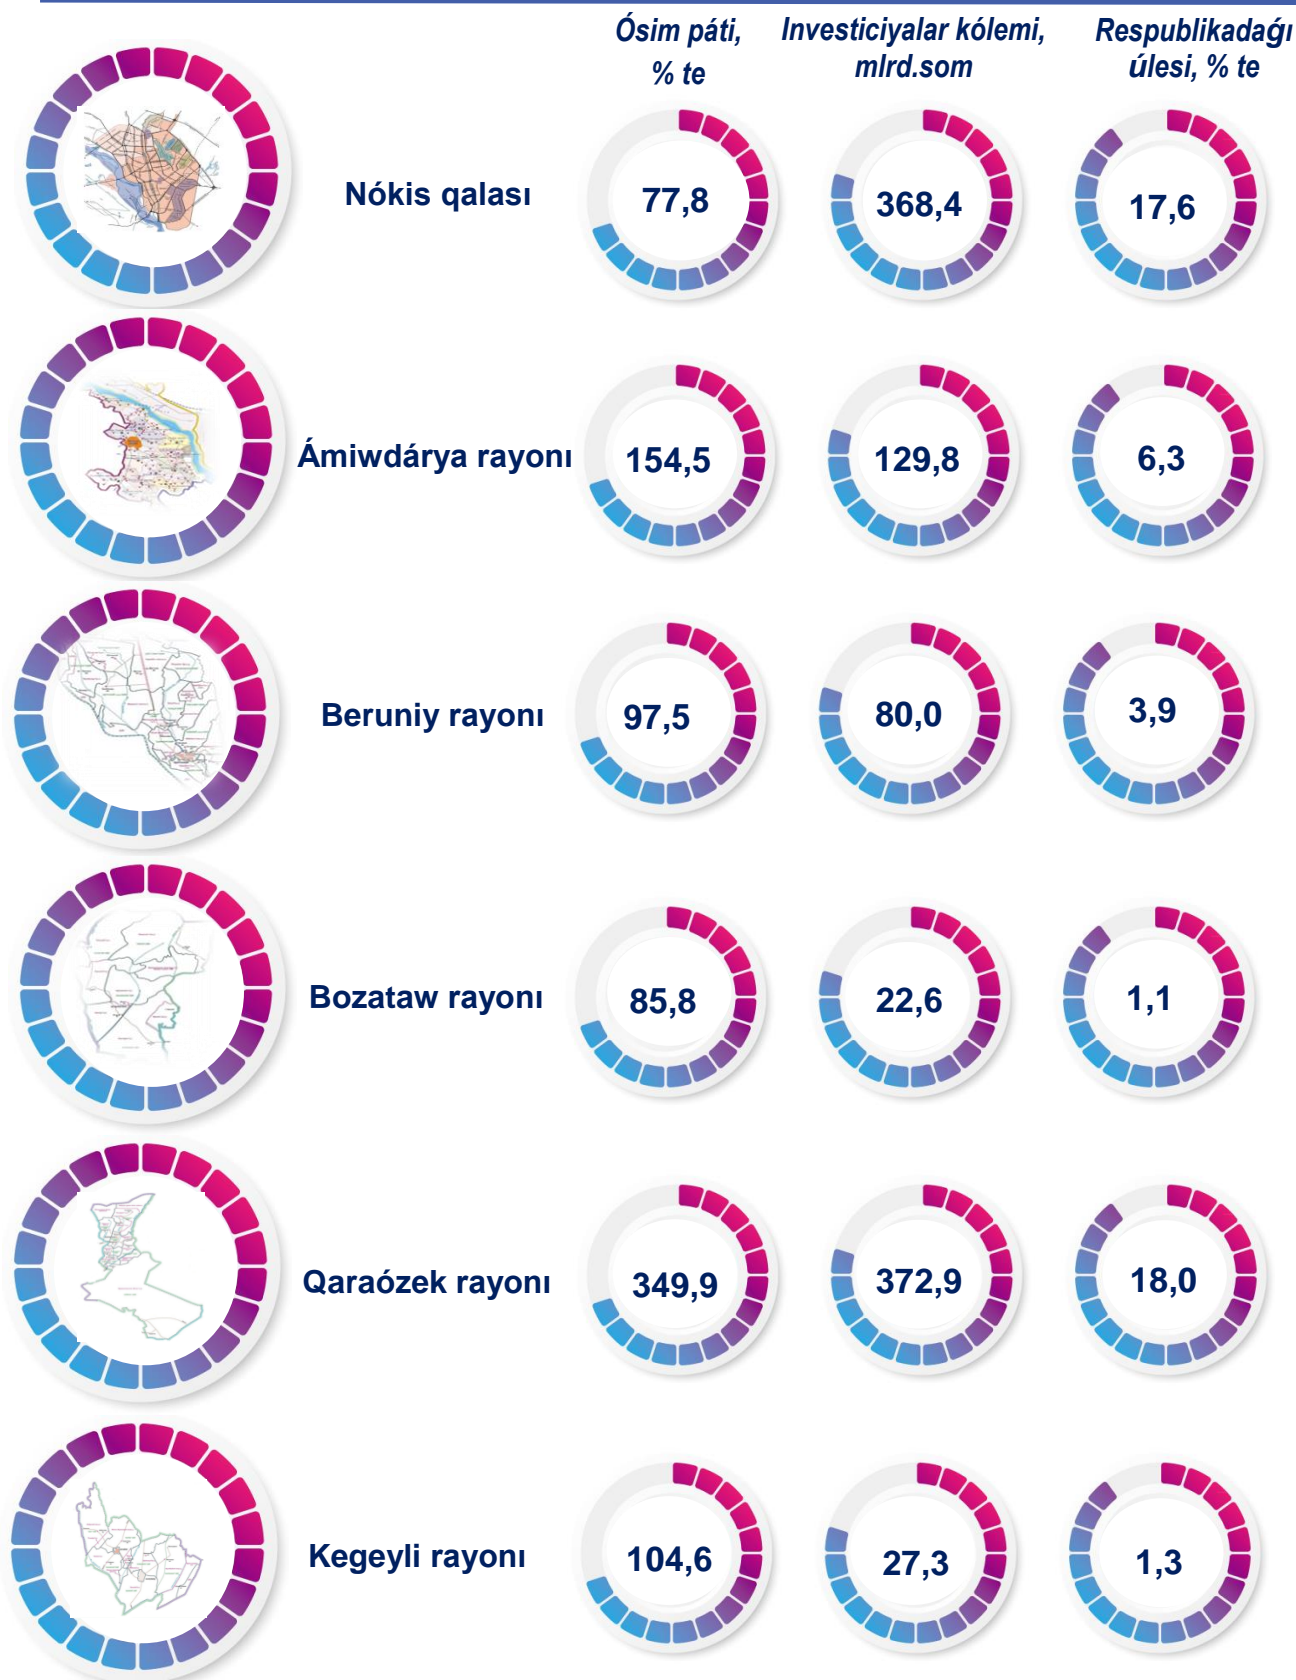 Ósim páti,
% te
Investiciyalar kólemi,
mlrd.som
Respublikadaǵı
úlesi, % te
Nókis qalası
77,8
368,4
17,6
Ámiwdárya rayonı
154,5
129,8
6,3
Beruniy rayonı
97,5
80,0
3,9
Bozataw rayonı
85,8
22,6
1,1
Qaraózek rayonı
349,9
372,9
18,0
Kegeyli rayonı
104,6
27,3
1,3